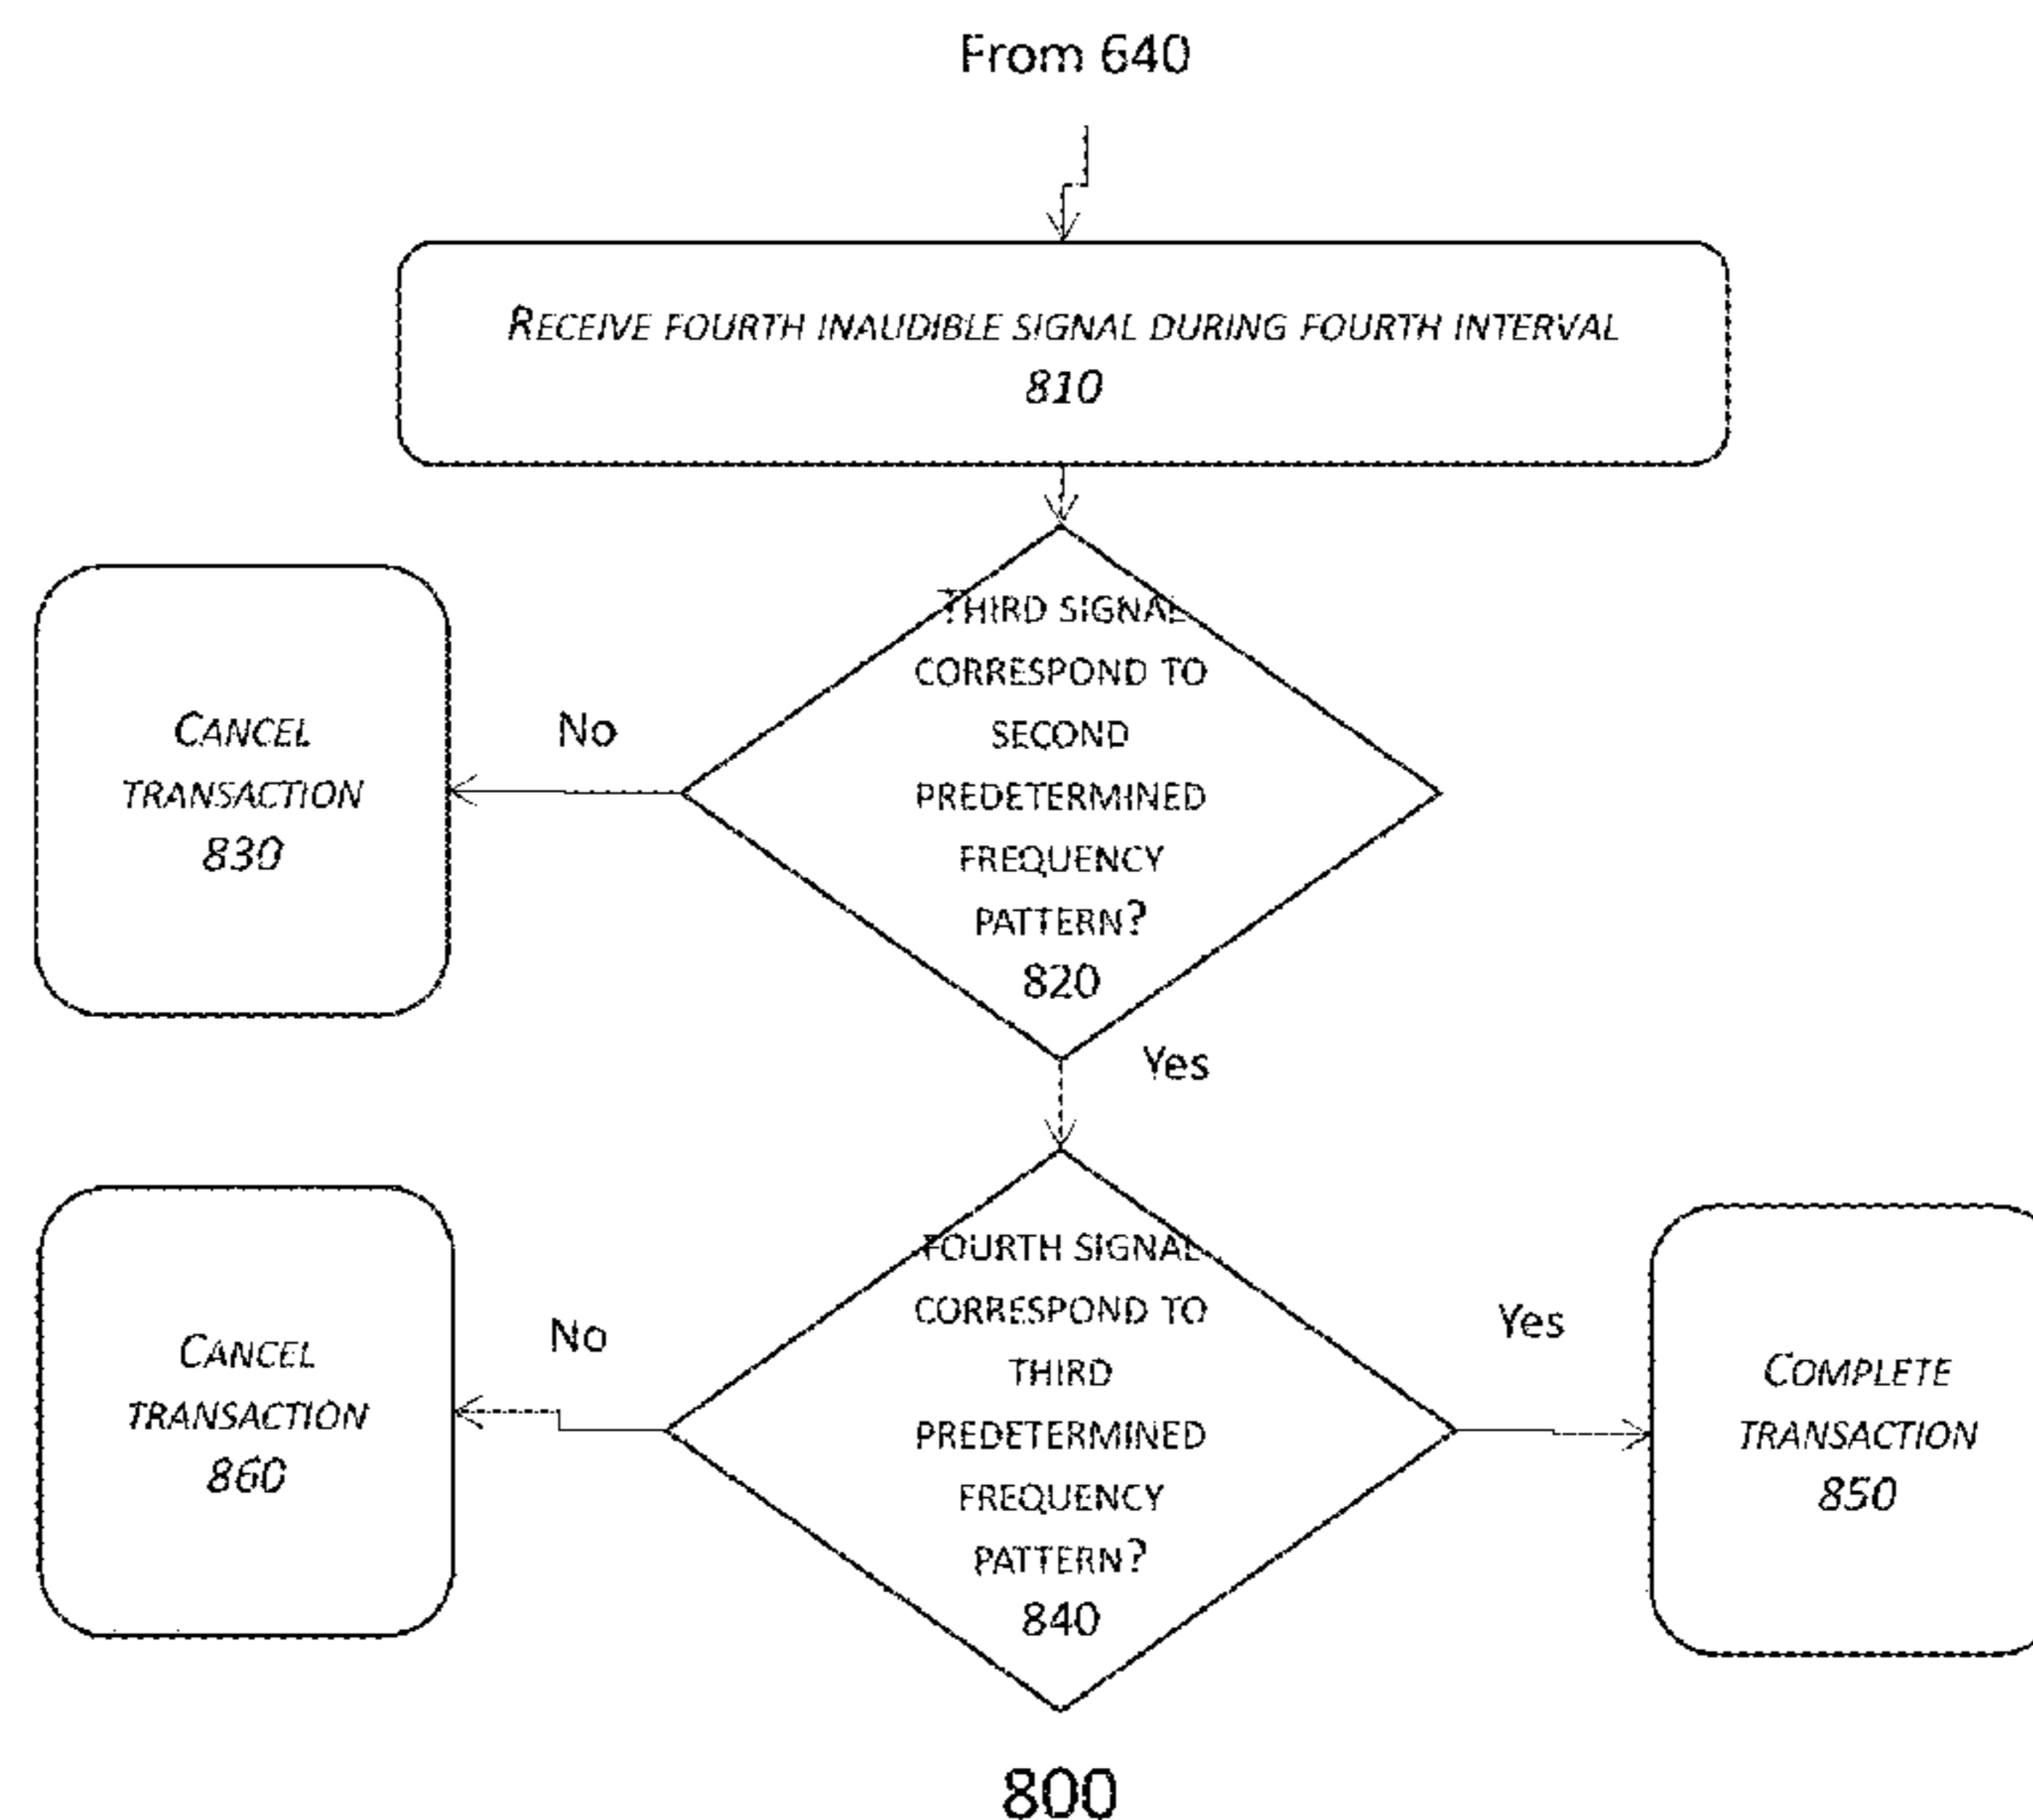 From 640
RECEIVE FOURTH INAUDIBLE SIGNAL DURING FOURTH INTERVAL
810
THIRD SIGNAL
CORRESPOND TO
SECOND
PREDETERMINED
FREQUENCY
PATTERN?
820
No
CANCEL
TRANSACTION
830
Yes
FOURTH SIGNAL
CORRESPOND TO
THIRD
PREDETERMINED
FREQUENCY
PATTERN?
840
No
CANCEL
TRANSACTION
860
Yes
COMPLETE
TRANSACTION
850
800